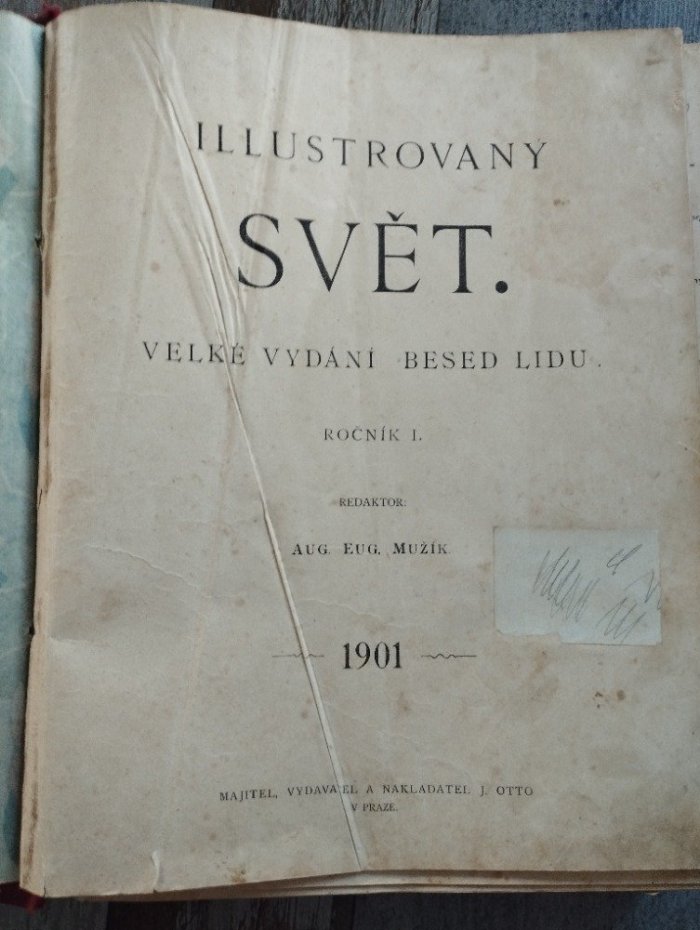 ILLUSTROVANÝ
SVĚT.
VELKÉ VYDÁNÍ BESED LIDU.
ROČNÍK I.
REDAKTOR:
AUG. EUG. MUŽÍK.
1901
MAJITEL, VYDAVATEL A NAKLADATEL J. OTTO
V PRAZE.